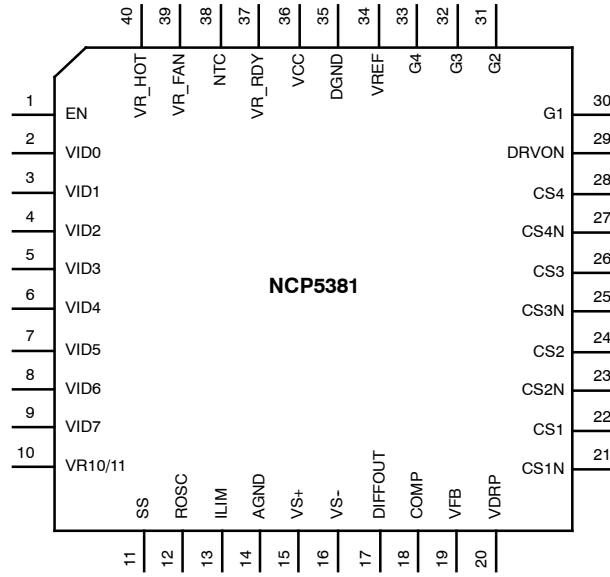 40 39 38 37 36 35 34 33 32 31
VR_HOT VR_FAN NTC VR_RDY VCC DGND VREF G4 G3 G2
1 EN G1 30
2 VID0 DRVON 29
3 VID1 CS4 28
4 VID2 CS4N 27
5 VID3 CS3 26
NCP5381
6 VID4 CS3N 25
7 VID5 CS2 24
8 VID6 CS2N 23
9 VID7 CS1 22
10 VR10/11 CS1N 21
SS ROSC ILIM AGND VS+ VS- DIFFOUT COMP VFB VDRP
11 12 13 14 15 16 17 18 19 20